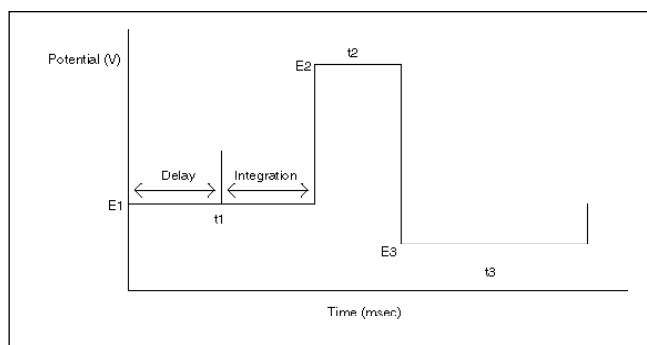 t2
Potential (V)
E2
Delay
Integration
E1
t1
E3
t3
Time (msec)